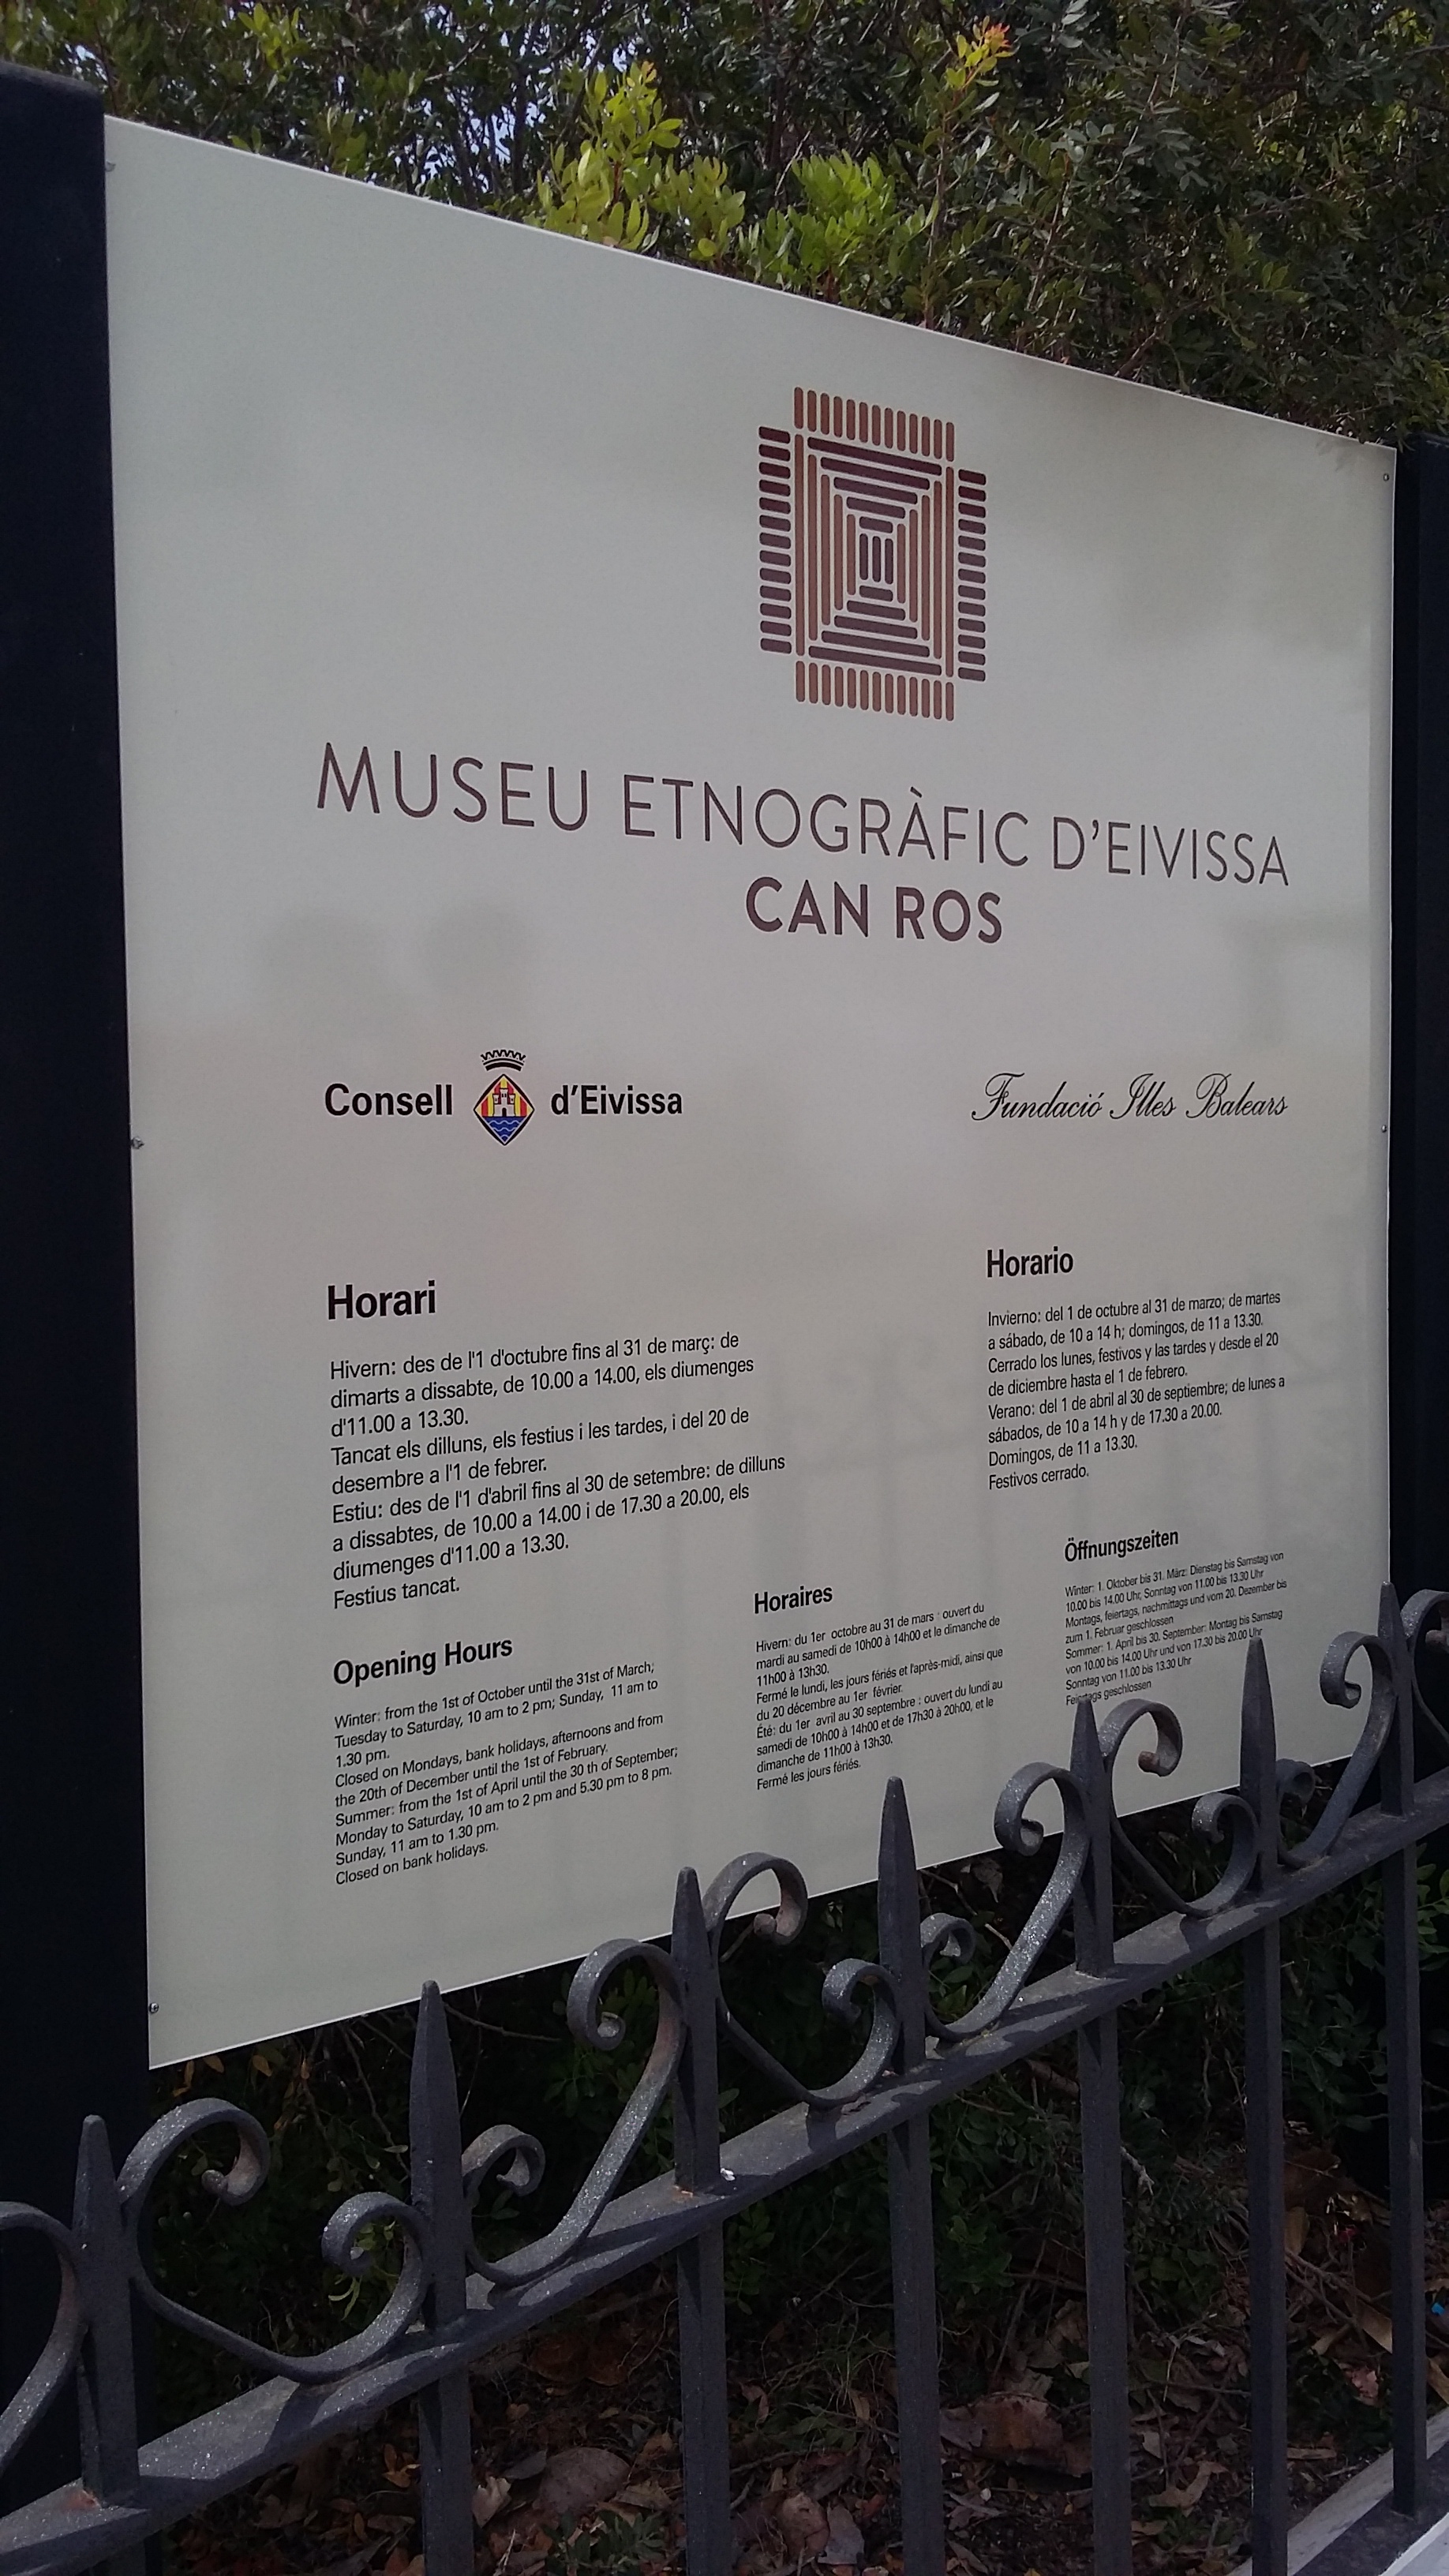 MUSEU ETNOGRÀFIC D'EIVISSA
CAN ROS
Consell d'Eivissa
Fundació Illes Balears
Horari
Hivern: des de l'1 d'octubre fins al 31 de març: de
dimarts a dissabte, de 10.00 a 14.00, els diumenges
d'11.00 a 13.30.
Tancat els dilluns, els festius i les tardes, i del 20 de
desembre a l'1 de febrer.
Estiu: des de l'1 d'abril fins al 30 de setembre: de dilluns
a dissabtes, de 10.00 a 14.00 i de 17.30 a 20.00, els
diumenges d'11.00 a 13.30.
Festius tancat.
Horario
Invierno: del 1 de octubre al 31 de marzo; de martes
a sábado, de 10 a 14 h; domingos, de 11 a 13.30.
Cerrado los lunes, festivos y las tardes y desde el 20
de diciembre hasta el 1 de febrero.
Verano: del 1 de abril al 30 de septiembre; de lunes a
sábados, de 10 a 14 h y de 17.30 a 20.00.
Domingos, de 11 a 13.30.
Festivos cerrado.
Opening Hours
Winter: from the 1st of October until the 31st of March;
Tuesday to Saturday, 10 am to 2 pm; Sunday, 11 am to
1.30 pm.
Closed on Mondays, bank holidays, afternoons and from
the 20th of December until the 1st of February.
Summer: from the 1st of April until the 30 th of September;
Monday to Saturday, 10 am to 2 pm and 5.30 pm to 8 pm.
Sunday, 11 am to 1.30 pm.
Closed on bank holidays.
Horaires
Hivern: du 1er octobre au 31 de mars : ouvert du
mardi au samedi de 10h00 à 14h00 et le dimanche de
11h00 à 13h30.
Fermé le lundi, les jours fériés et l'après-midi, ainsi que
du 20 décembre au 1er février.
Été: du 1er avril au 30 septembre : ouvert du lundi au
samedi de 10h00 à 14h00 et de 17h30 à 20h00, et le
dimanche de 11h00 à 13h30.
Fermé les jours fériés.
Öffnungszeiten
Winter: 1. Oktober bis 31. März: Dienstag bis Samstag von
10.00 bis 14.00 Uhr, Sonntag von 11.00 bis 13.30 Uhr
Montags, feiertags, nachmittags und vom 20. Dezember bis
zum 1. Februar geschlossen
Sommer: 1. April bis 30. September: Montag bis Samstag
von 10.00 bis 14.00 Uhr und von 17.30 bis 20.00 Uhr
Sonntag von 11.00 bis 13.30 Uhr
Feiertags geschlossen